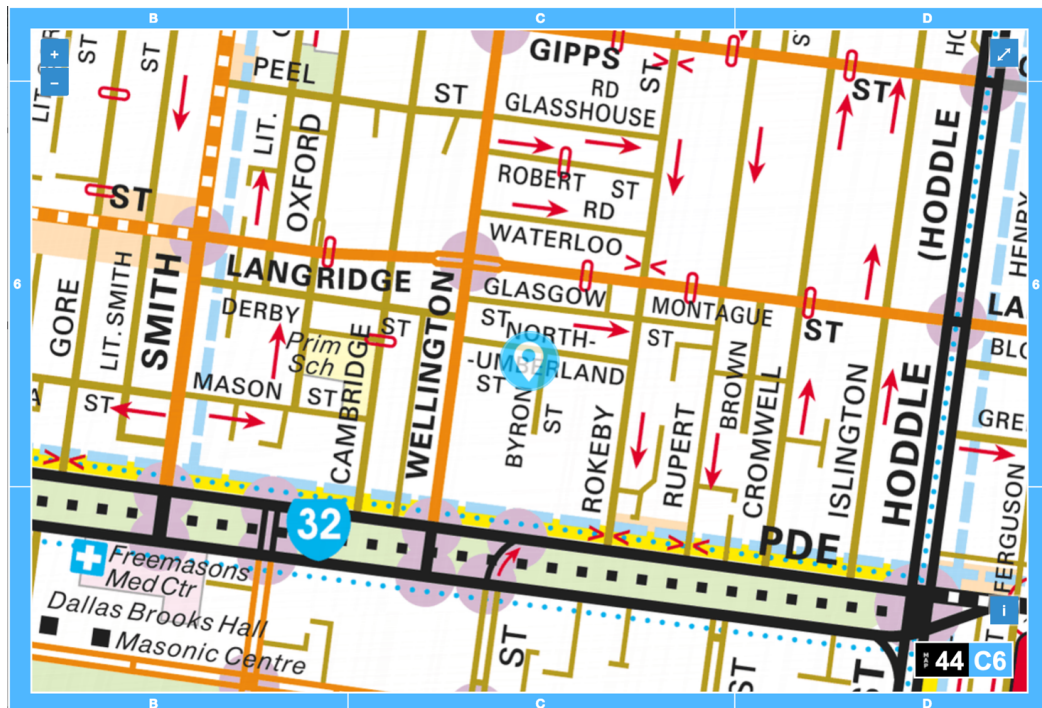 B
C
D
+
-
ST
ST
PEEL
ST
GIPPS
RD
ST
GLASSHOUSE
ST
(HODDLE
LIT.
OXFORD
ROBERT ST
RD
WATERLOO
ST
HENRY
6
6
LANGRIDGE
GLASGOW
MONTAGUE
ST
LA
GORE
LIT. SMITH
SMITH
DERBY
ST
WELLINGTON
ST
NORTH-
-UMBERLAND
ST
ST
BLO
Prim
Sch
MASON
ST
CAMBRIDGE
ST
BYRON
ST
ROKEBY
RUPERT
BROWN
CROMWELL
ISLINGTON
HODDLE
GRE
FERGUSON
32
PDE
Freemasons
Med Ctr
Dallas Brooks Hall
Masonic Centre
ST
ST
ST
i
MAP 44 C6
B
C
D